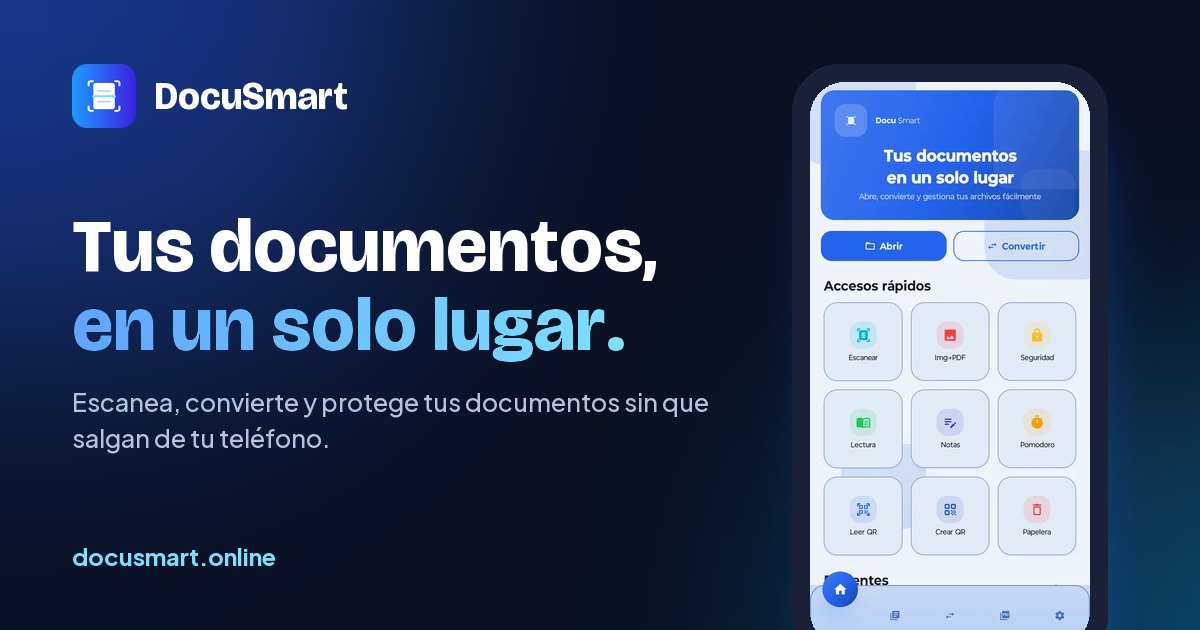 DocuSmart
Tus documentos,
en un solo lugar.
Escanea, convierte y protege tus documentos sin que
salgan de tu teléfono.
docusmart.online
Docu Smart
Tus documentos
en un solo lugar
Abre, convierte y gestiona tus archivos fácilmente
Abrir
Convertir
Accesos rápidos
Escanear
Img→PDF
Seguridad
Lectura
Notas
Pomodoro
Leer QR
Crear QR
Papelera